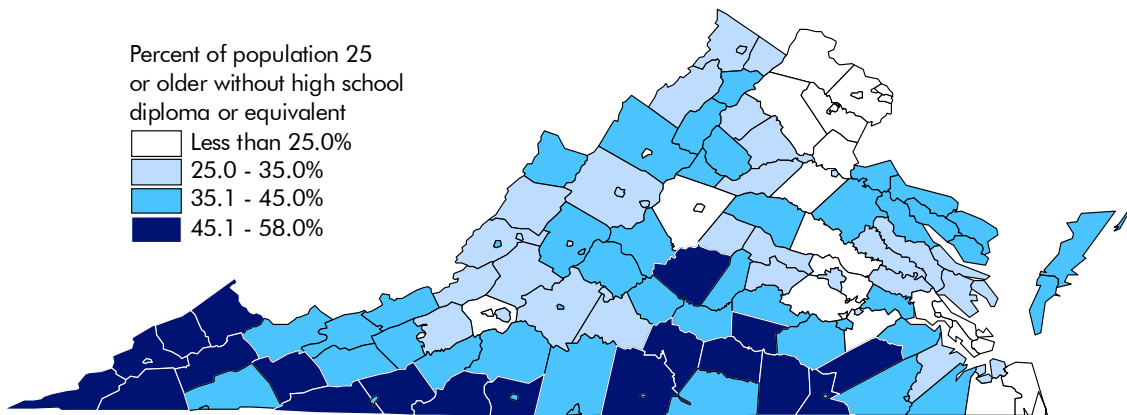 Percent of population 25
or older without high school
diploma or equivalent
Less than 25.0%
25.0 - 35.0%
35.1 - 45.0%
45.1 - 58.0%